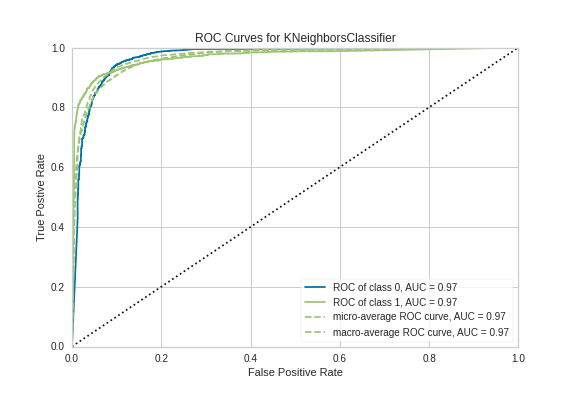 ROC Curves for KNeighborsClassifier
1.0
0.8
0.6
0.4
0.2
0.0
True Postive Rate
0.0 0.2 0.4 0.6 0.8 1.0
False Positive Rate
ROC of class 0, AUC = 0.97
ROC of class 1, AUC = 0.97
micro-average ROC curve, AUC = 0.97
macro-average ROC curve, AUC = 0.97